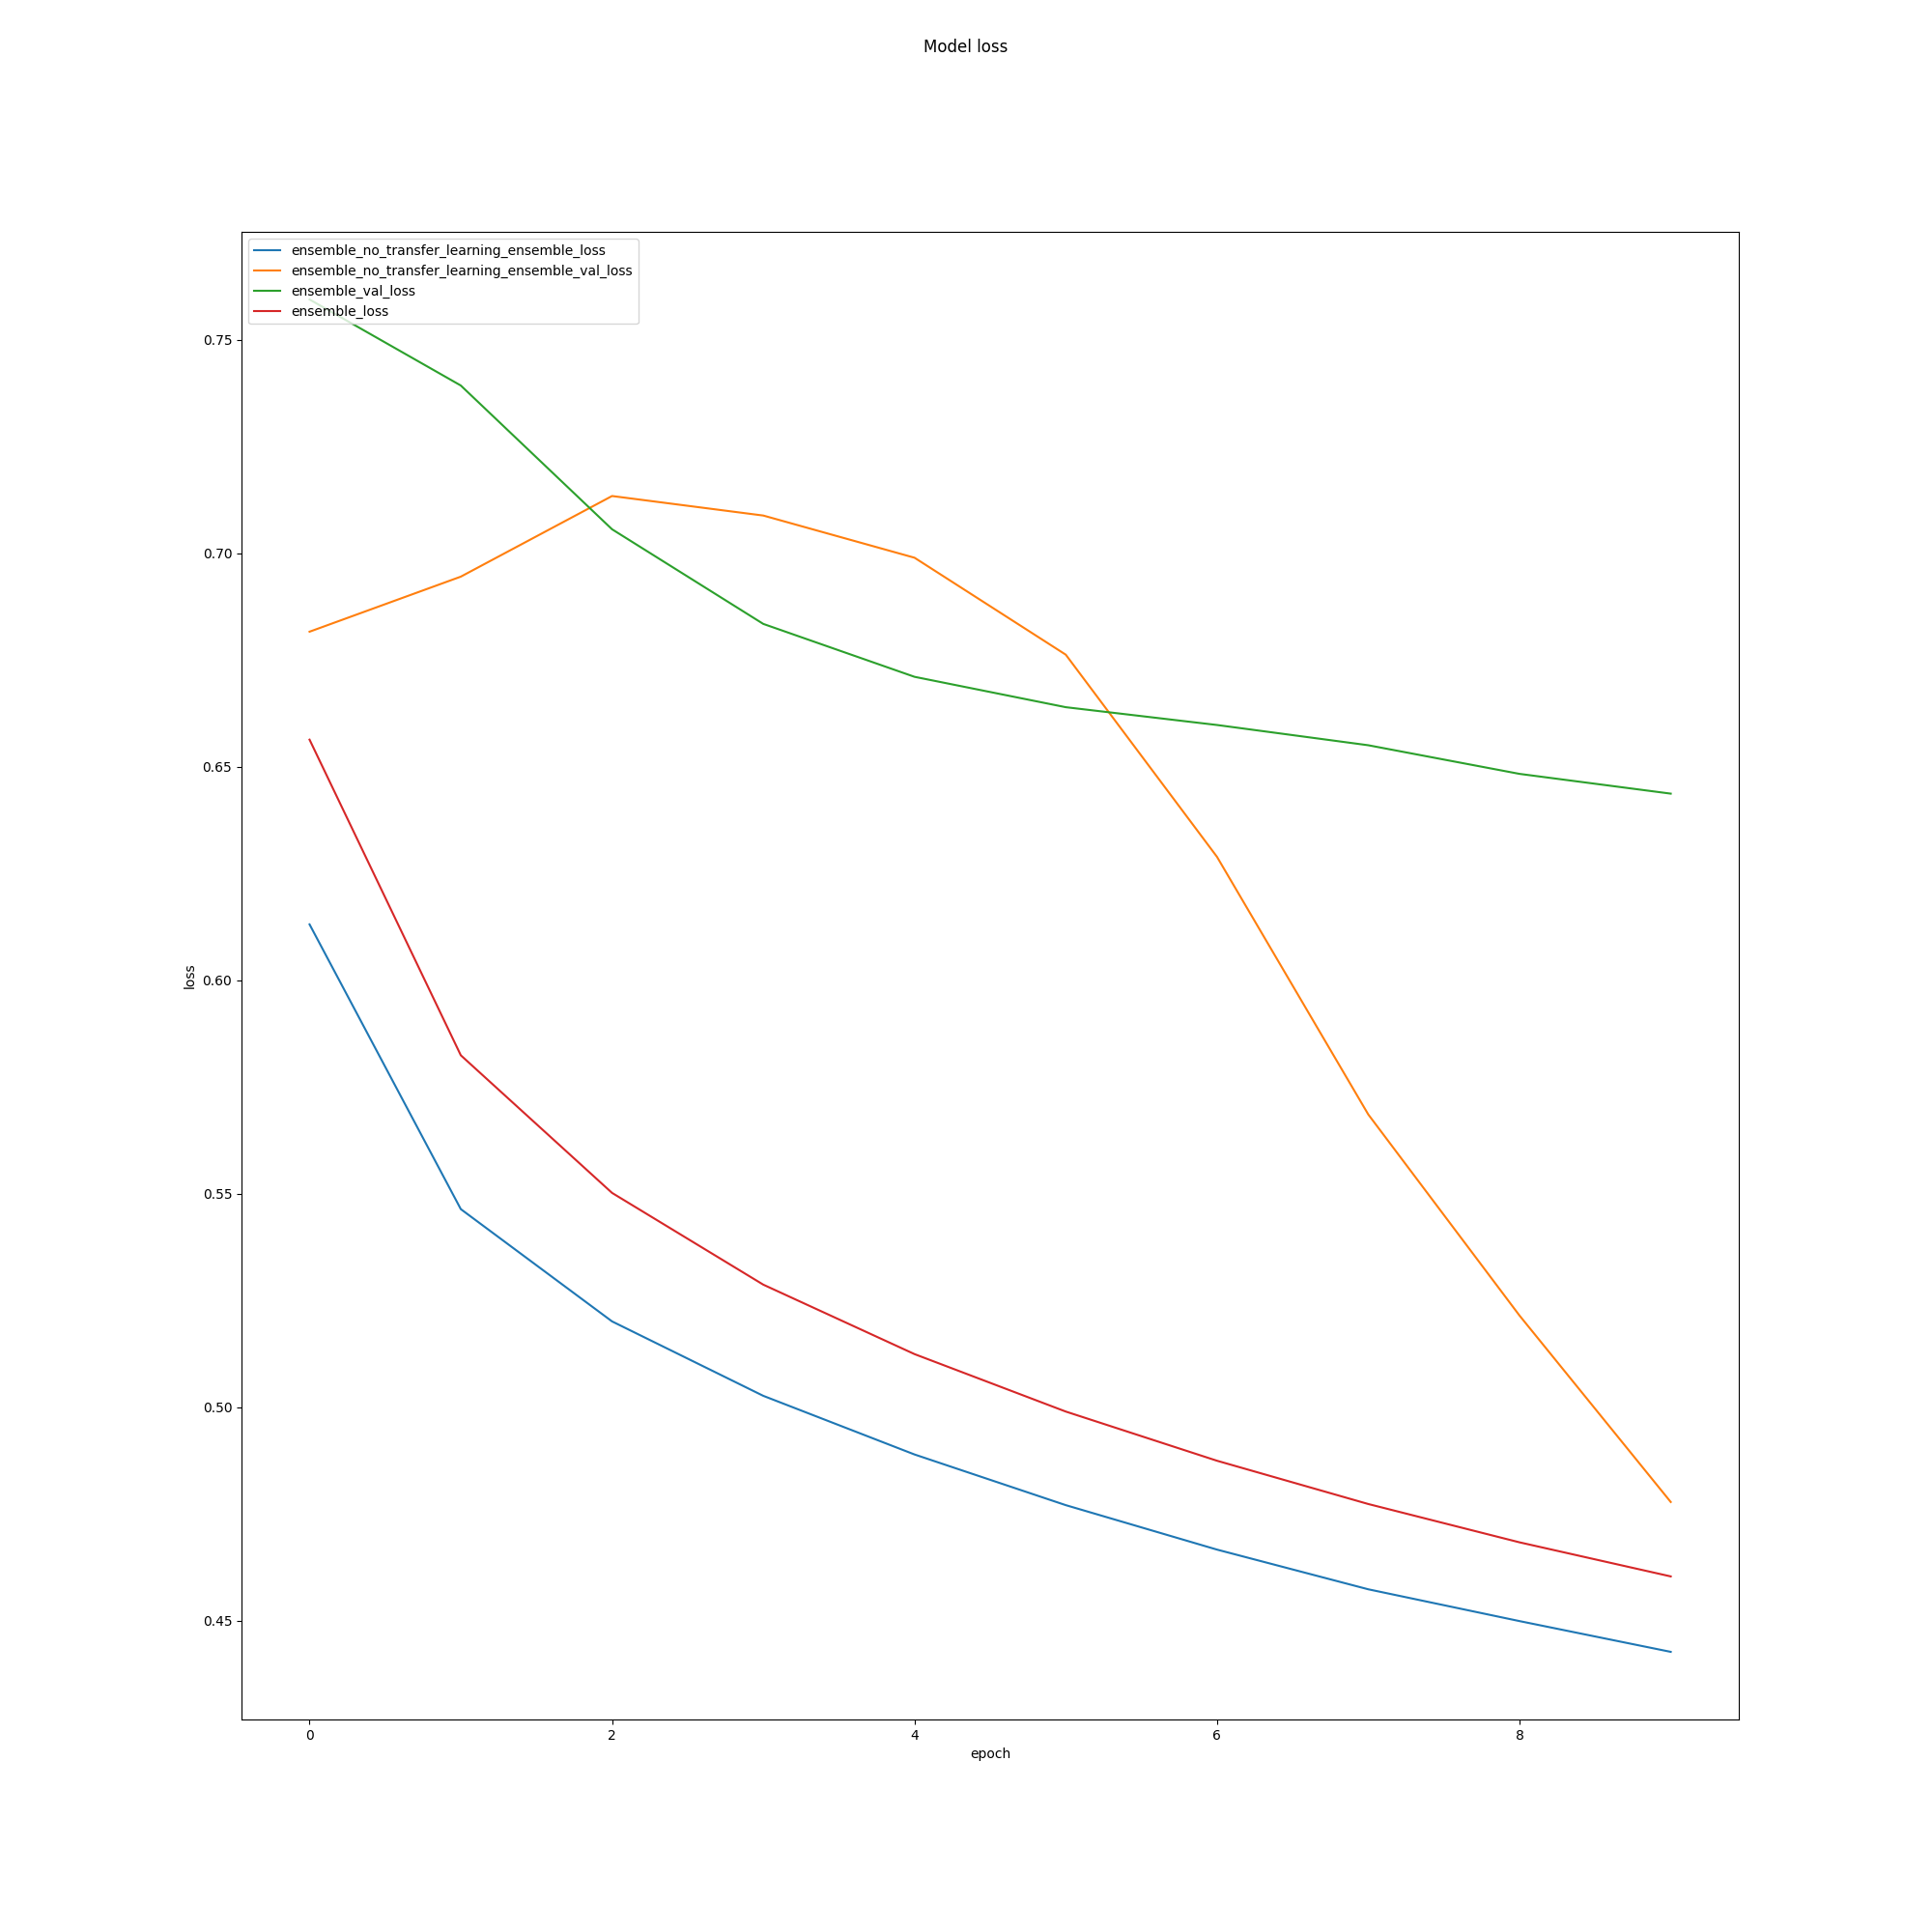 Model loss
ensemble_no_transfer_learning_ensemble_loss
ensemble_no_transfer_learning_ensemble_val_loss
ensemble_val_loss
ensemble_loss
0.75
0.70
0.65
0.60
0.55
0.50
0.45
loss
0 2 4 6 8
epoch